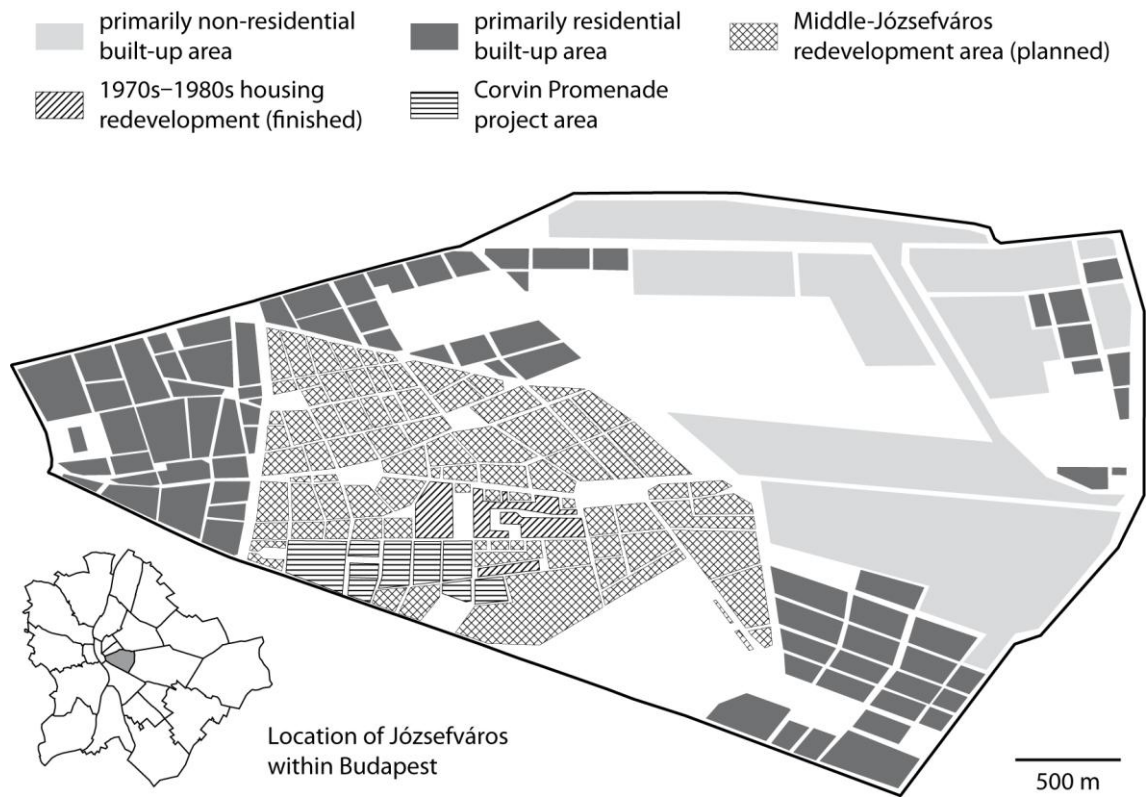 primarily non-residential
built-up area
primarily residential
built-up area
Middle-Józsefváros
redevelopment area (planned)
1970s–1980s housing
redevelopment (finished)
Corvin Promenade
project area
Location of Józsefváros
within Budapest
500 m